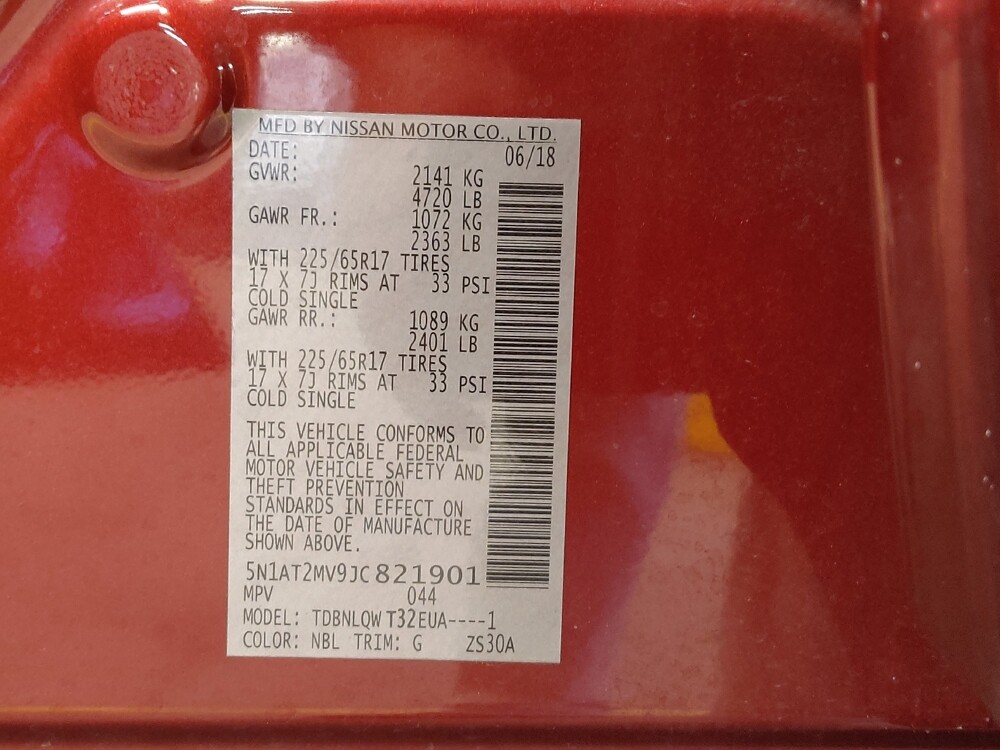 MFD BY NISSAN MOTOR CO., LTD.
DATE: 06/18
GVWR: 2141 KG
4720 LB
GAWR FR.: 1072 KG
2363 LB
WITH 225/65R17 TIRES
17 X 7J RIMS AT 33 PSI
COLD SINGLE
GAWR RR.: 1089 KG
2401 LB
WITH 225/65R17 TIRES
17 X 7J RIMS AT 33 PSI
COLD SINGLE
THIS VEHICLE CONFORMS TO
ALL APPLICABLE FEDERAL
MOTOR VEHICLE SAFETY AND
THEFT PREVENTION
STANDARDS IN EFFECT ON
THE DATE OF MANUFACTURE
SHOWN ABOVE.
5N1AT2MV9JC821901
MPV 044
MODEL: TDBNLQW T32EUA----1
COLOR: NBL TRIM: G ZS30A